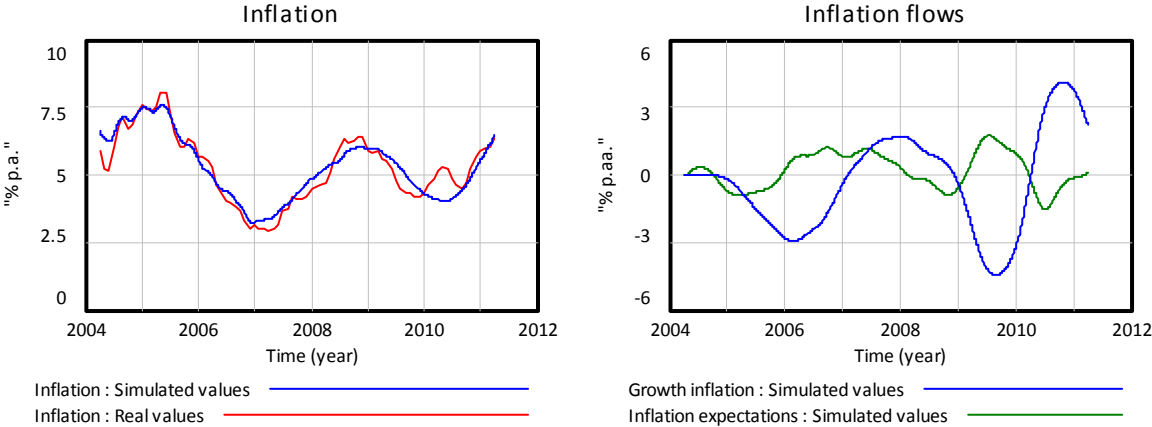 Inflation
10
7.5
5
2.5
0
"% p.a."
2004 2006 2008 2010 2012
Time (year)
Inflation : Simulated values
Inflation : Real values
Inflation flows
6
3
0
-3
-6
"% p.aa."
2004 2006 2008 2010 2012
Time (year)
Growth inflation : Simulated values
Inflation expectations : Simulated values